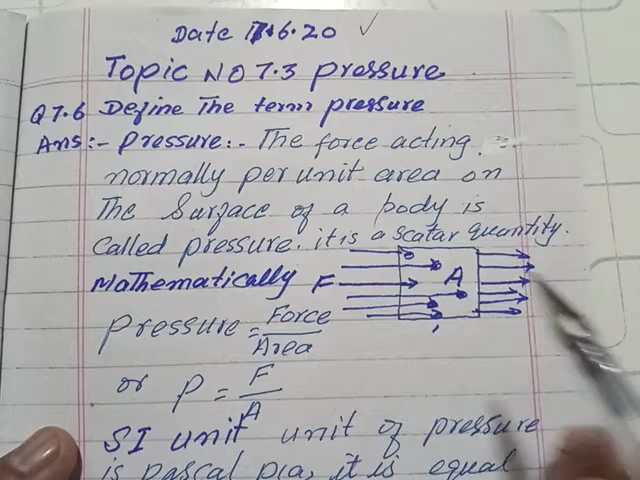 Date 17.6.20
Topic NO 7.3 pressure
Q 7.6 Define The term pressure
Ans:- Pressure:- The force acting
normally per unit area on
The Surface of a body is
Called pressure. it is a scatar quantity.
Mathematically F A
Pressure = Force
Area
or P = F
A
SI unit unit of pressure
is pascal pa, it is equal